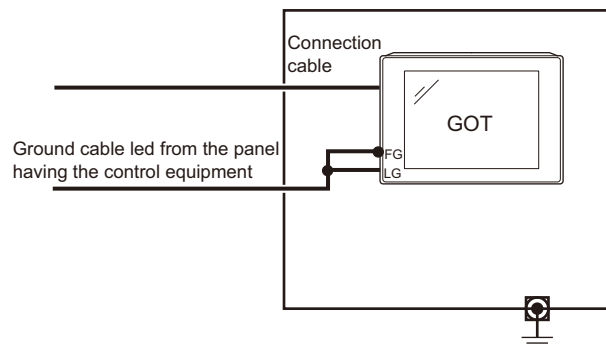 Connection
cable
GOT
Ground cable led from the panel
having the control equipment
FG
LG